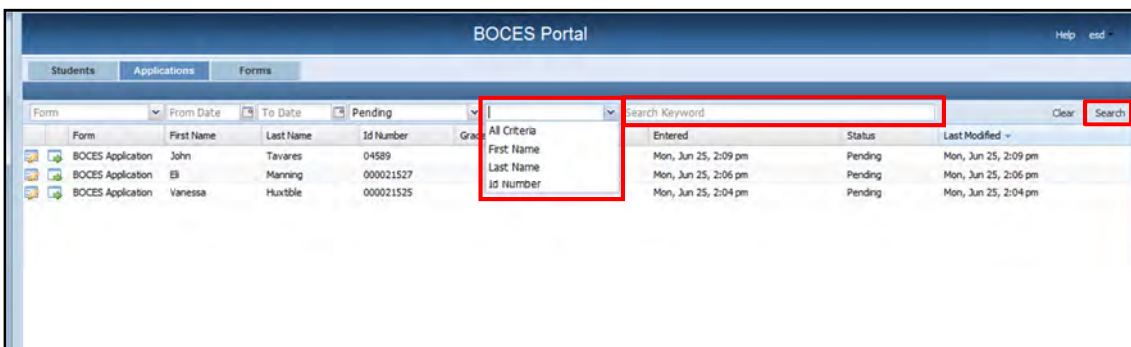 BOCES Portal
Help esd
Students Applications Forms
Form From Date To Date Pending Search Keyword Clear Search
Form First Name Last Name Id Number Entered Status Last Modified
All Criteria
First Name
Last Name
Id Number
BOCES Application John Tavares 04589 Mon, Jun 25, 2:09 pm Pending Mon, Jun 25, 2:09 pm
BOCES Application Eli Manning 000021527 Mon, Jun 25, 2:06 pm Pending Mon, Jun 25, 2:06 pm
BOCES Application Vanessa Huxtible 000021525 Mon, Jun 25, 2:04 pm Pending Mon, Jun 25, 2:04 pm